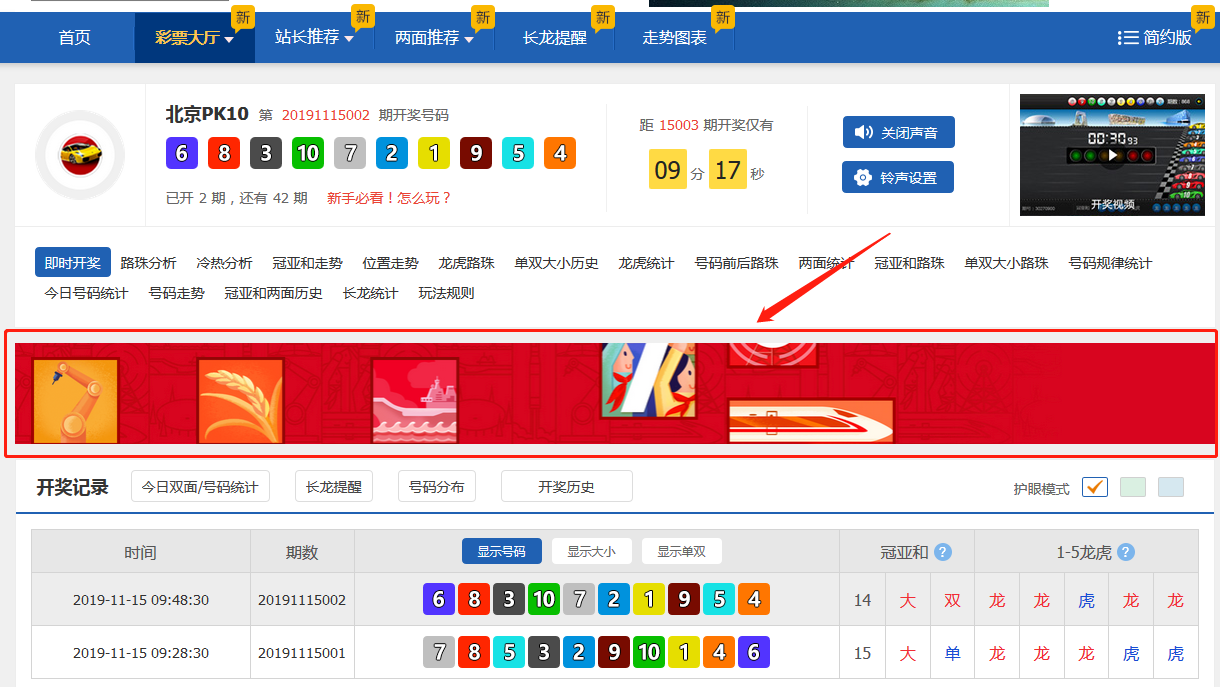 首页 彩票大厅 新 站长推荐 新 两面推荐 新 长龙提醒 新 走势图表 新 简约版 新
北京PK10 第 20191115002 期开奖号码
6 8 3 10 7 2 1 9 5 4
已开 2 期，还有 42 期 新手必看！怎么玩？
距 15003 期开奖仅有
09 分 17 秒
关闭声音
铃声设置
00:30 93
开奖视频
即时开奖 路珠分析 冷热分析 冠亚和走势 位置走势 龙虎路珠 单双大小历史 龙虎统计 号码前后路珠 两面统计 冠亚和路珠 单双大小路珠 号码规律统计
今日号码统计 号码走势 冠亚和两面历史 长龙统计 玩法规则
开奖记录 今日双面/号码统计 长龙提醒 号码分布 开奖历史 护眼模式
时间 期数 显示号码 显示大小 显示单双 冠亚和 ? 1-5龙虎 ?
2019-11-15 09:48:30 20191115002 6 8 3 10 7 2 1 9 5 4 14 大 双 龙 龙 虎 龙 龙
2019-11-15 09:28:30 20191115001 7 8 5 3 2 9 10 1 4 6 15 大 单 龙 龙 龙 虎 虎